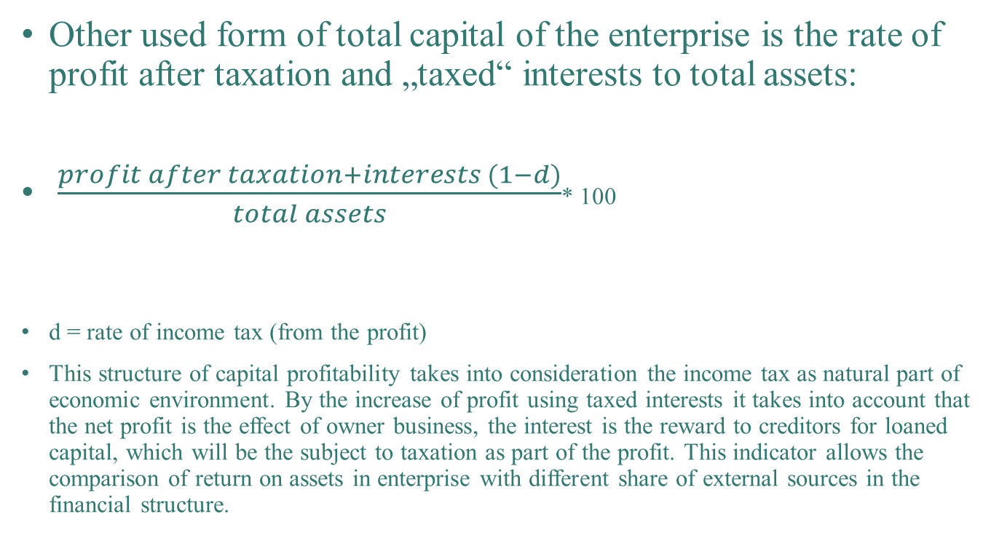 • Other used form of total capital of the enterprise is the rate of
profit after taxation and „taxed“ interests to total assets:
• profit after taxation+interests (1−d)
total assets
* 100
• d = rate of income tax (from the profit)
• This structure of capital profitability takes into consideration the income tax as natural part of
economic environment. By the increase of profit using taxed interests it takes into account that
the net profit is the effect of owner business, the interest is the reward to creditors for loaned
capital, which will be the subject to taxation as part of the profit. This indicator allows the
comparison of return on assets in enterprise with different share of external sources in the
financial structure.